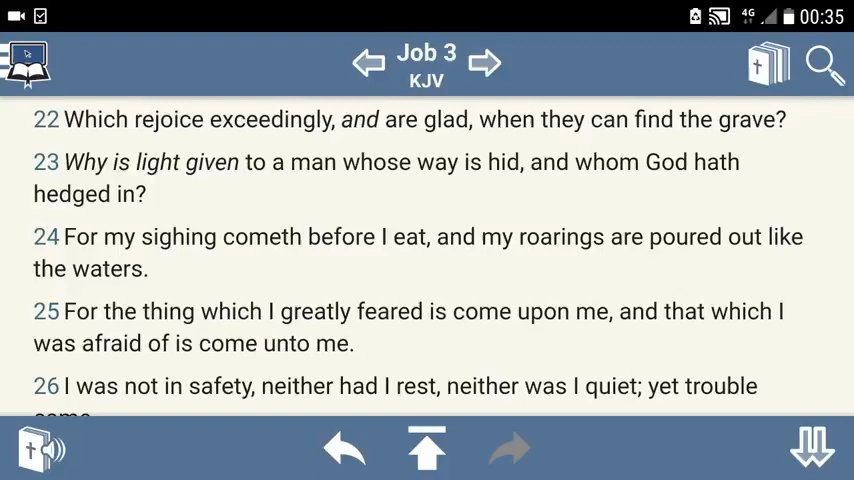 4G 00:35
Job 3
KJV
22 Which rejoice exceedingly, and are glad, when they can find the grave?
23 Why is light given to a man whose way is hid, and whom God hath
hedged in?
24 For my sighing cometh before I eat, and my roarings are poured out like
the waters.
25 For the thing which I greatly feared is come upon me, and that which I
was afraid of is come unto me.
26 I was not in safety, neither had I rest, neither was I quiet; yet trouble
came.